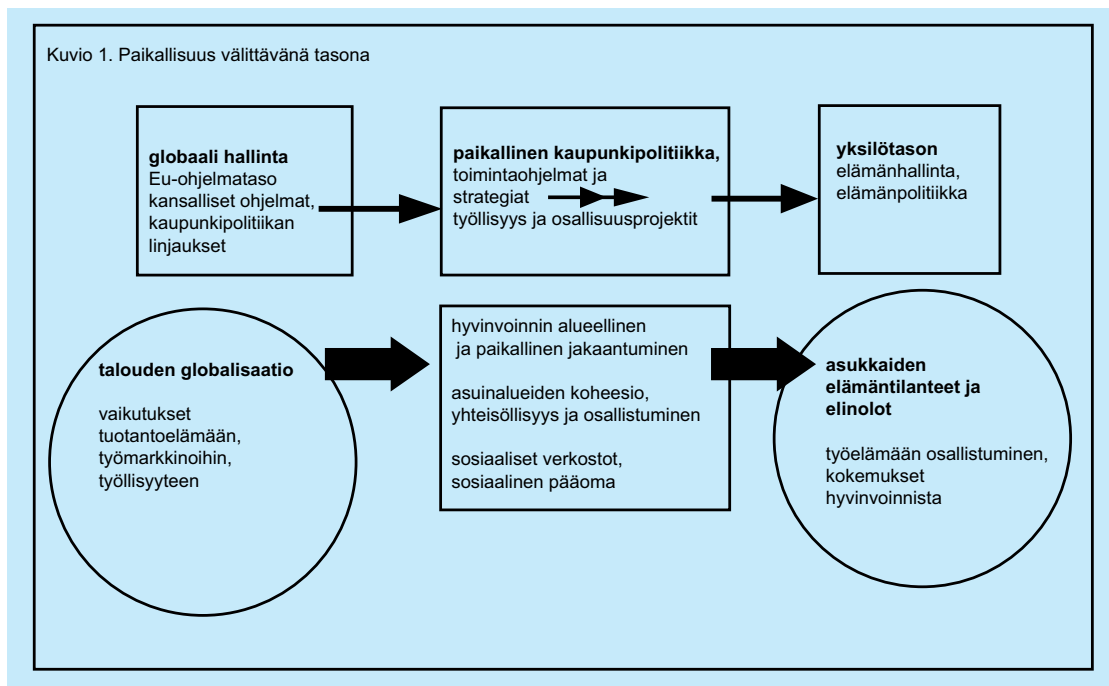 Kuvio 1. Paikallisuus välittävänä tasona
globaali hallinta
Eu-ohjelmataso
kansalliset ohjelmat,
kaupunkipolitiikan
linjaukset
paikallinen kaupunkipolitiikka,
toimintaohjelmat ja
strategiat
työllisyys ja osallisuusprojektit
yksilötason
elämänhallinta,
elämänpolitiikka
talouden globalisaatio
vaikutukset
tuotantoelämään,
työmarkkinoihin,
työllisyyteen
hyvinvoinnin alueellinen
ja paikallinen jakaantuminen
asuinalueiden koheesio,
yhteisöllisyys ja osallistuminen
sosiaaliset verkostot,
sosiaalinen pääoma
asukkaiden
elämäntilanteet ja
elinolot
työelämään osallistuminen,
kokemukset
hyvinvoinnista